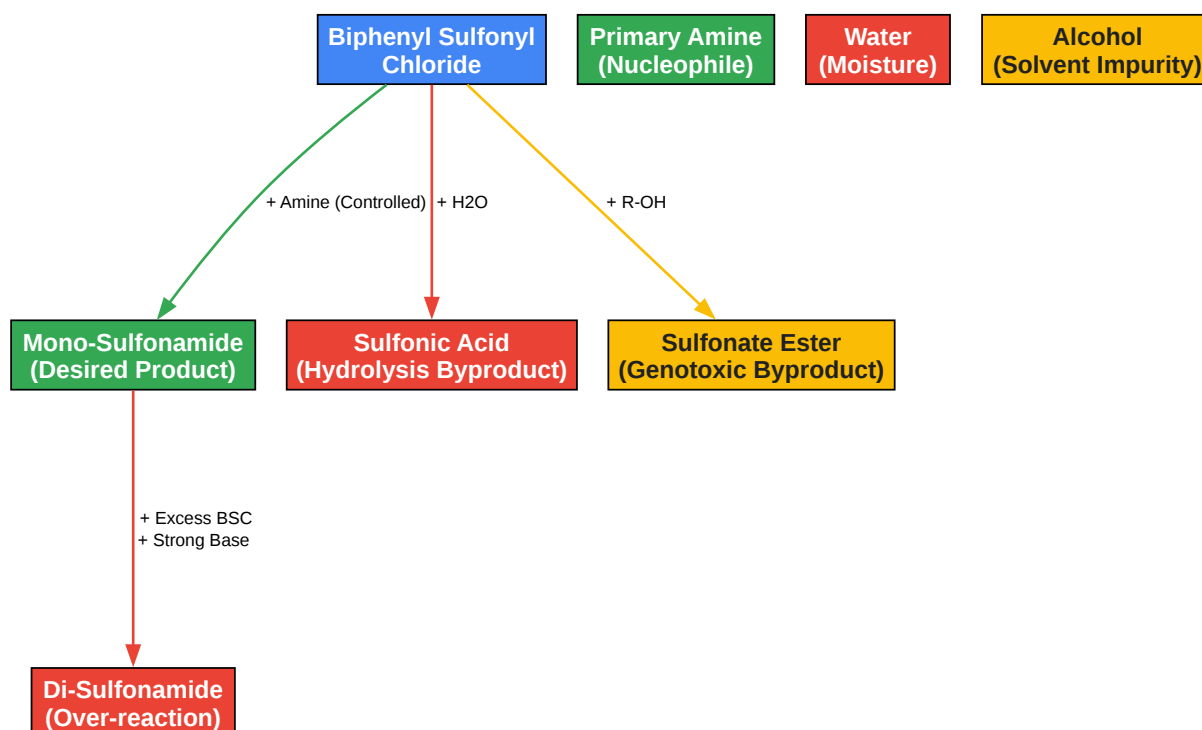 Biphenyl Sulfonyl
Chloride
Primary Amine
(Nucleophile)
Water
(Moisture)
Alcohol
(Solvent Impurity)
+ Amine (Controlled)
+ H2O
+ R-OH
Mono-Sulfonamide
(Desired Product)
Sulfonic Acid
(Hydrolysis Byproduct)
Sulfonate Ester
(Genotoxic Byproduct)
+ Excess BSC
+ Strong Base
Di-Sulfonamide
(Over-reaction)